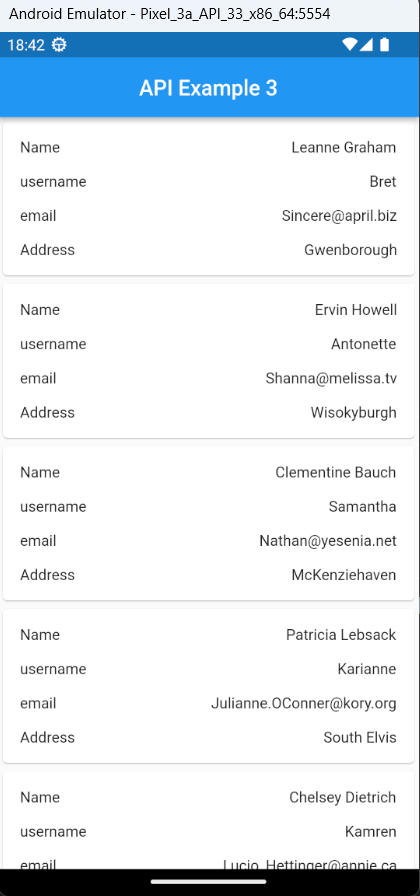 Android Emulator - Pixel_3a_API_33_x86_64:5554
18:42
API Example 3
Name Leanne Graham
username Bret
email Sincere@april.biz
Address Gwenborough
Name Ervin Howell
username Antonette
email Shanna@melissa.tv
Address Wisokyburgh
Name Clementine Bauch
username Samantha
email Nathan@yesenia.net
Address McKenziehaven
Name Patricia Lebsack
username Karianne
email Julianne.OConner@kory.org
Address South Elvis
Name Chelsey Dietrich
username Kamren
email Lucio_Hettinger@annie.ca